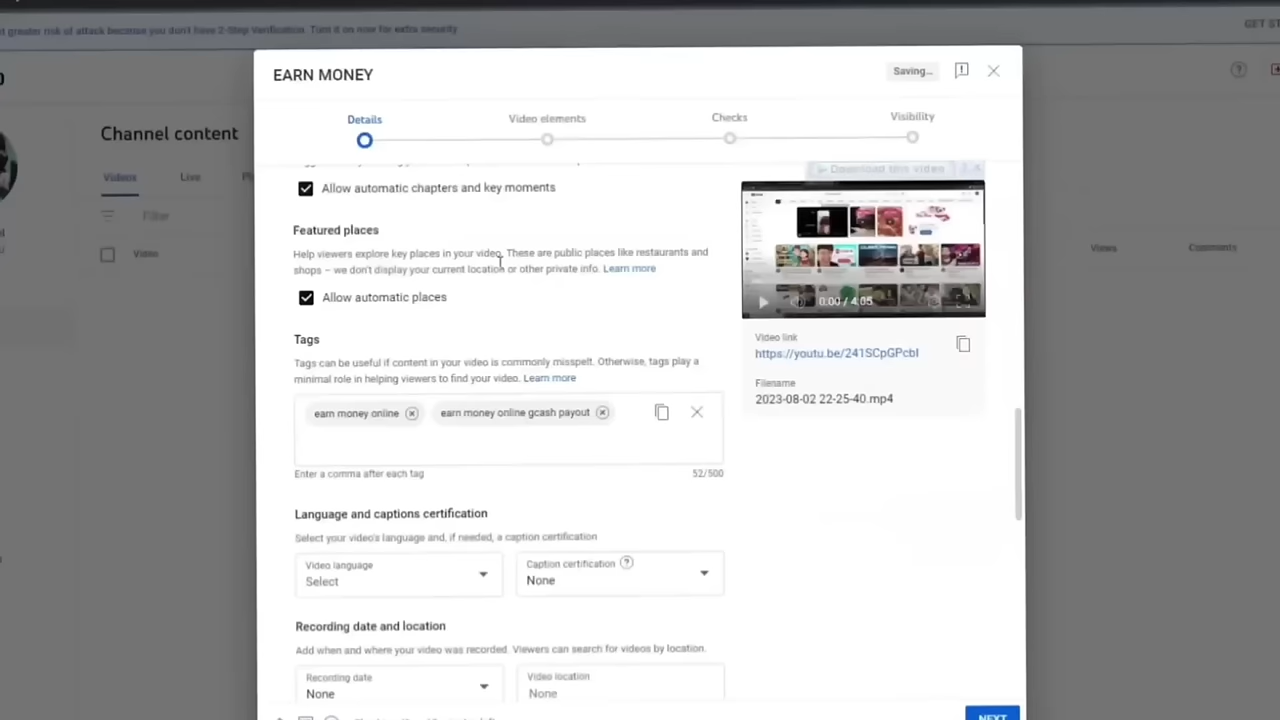 t greater risk of attack because you don't have 2-Step Verification. Turn it on now for extra security
GET ST
EARN MONEY
Saving...
Details
Video elements
Checks
Visibility
Channel content
Videos
Live
Filter
Video
Views
Comments
Allow automatic chapters and key moments
Download this video
Featured places
Help viewers explore key places in your video. These are public places like restaurants and
shops – we don't display your current location or other private info. Learn more
Allow automatic places
0:00 / 4:05
Video link
https://youtu.be/241SCpGPcbI
Filename
2023-08-02 22-25-40.mp4
Tags
Tags can be useful if content in your video is commonly misspelt. Otherwise, tags play a
minimal role in helping viewers to find your video. Learn more
earn money online
earn money online gcash payout
Enter a comma after each tag
52/500
Language and captions certification
Select your video's language and, if needed, a caption certification
Video language
Select
Caption certification
None
Recording date and location
Add when and where your video was recorded. Viewers can search for videos by location.
Recording date
None
Video location
None
NEXT